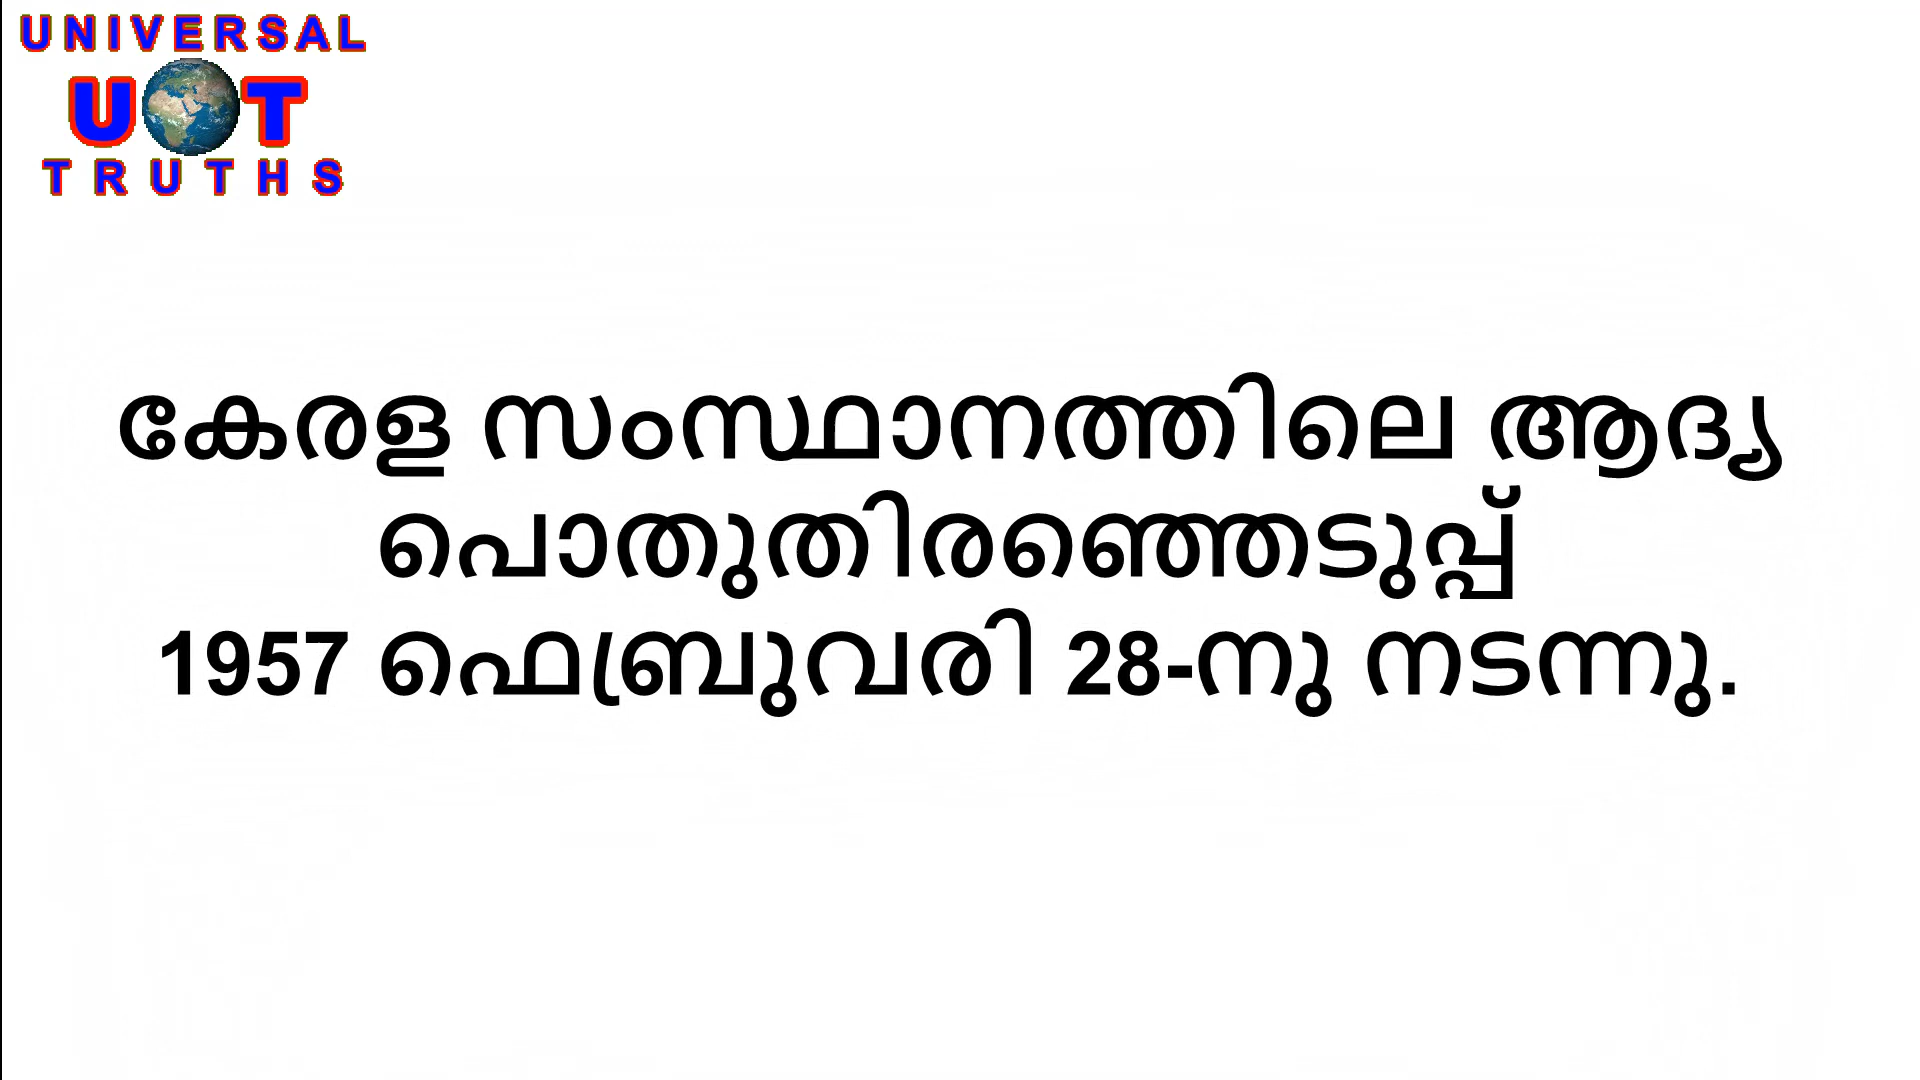 UNIVERSAL
UT
TRUTHS
കേരള സംസ്ഥാനത്തിലെ ആദ്യ
പൊതുതിരഞ്ഞെടുപ്പ്
1957 ഫെബ്രുവരി 28-നു നടന്നു.